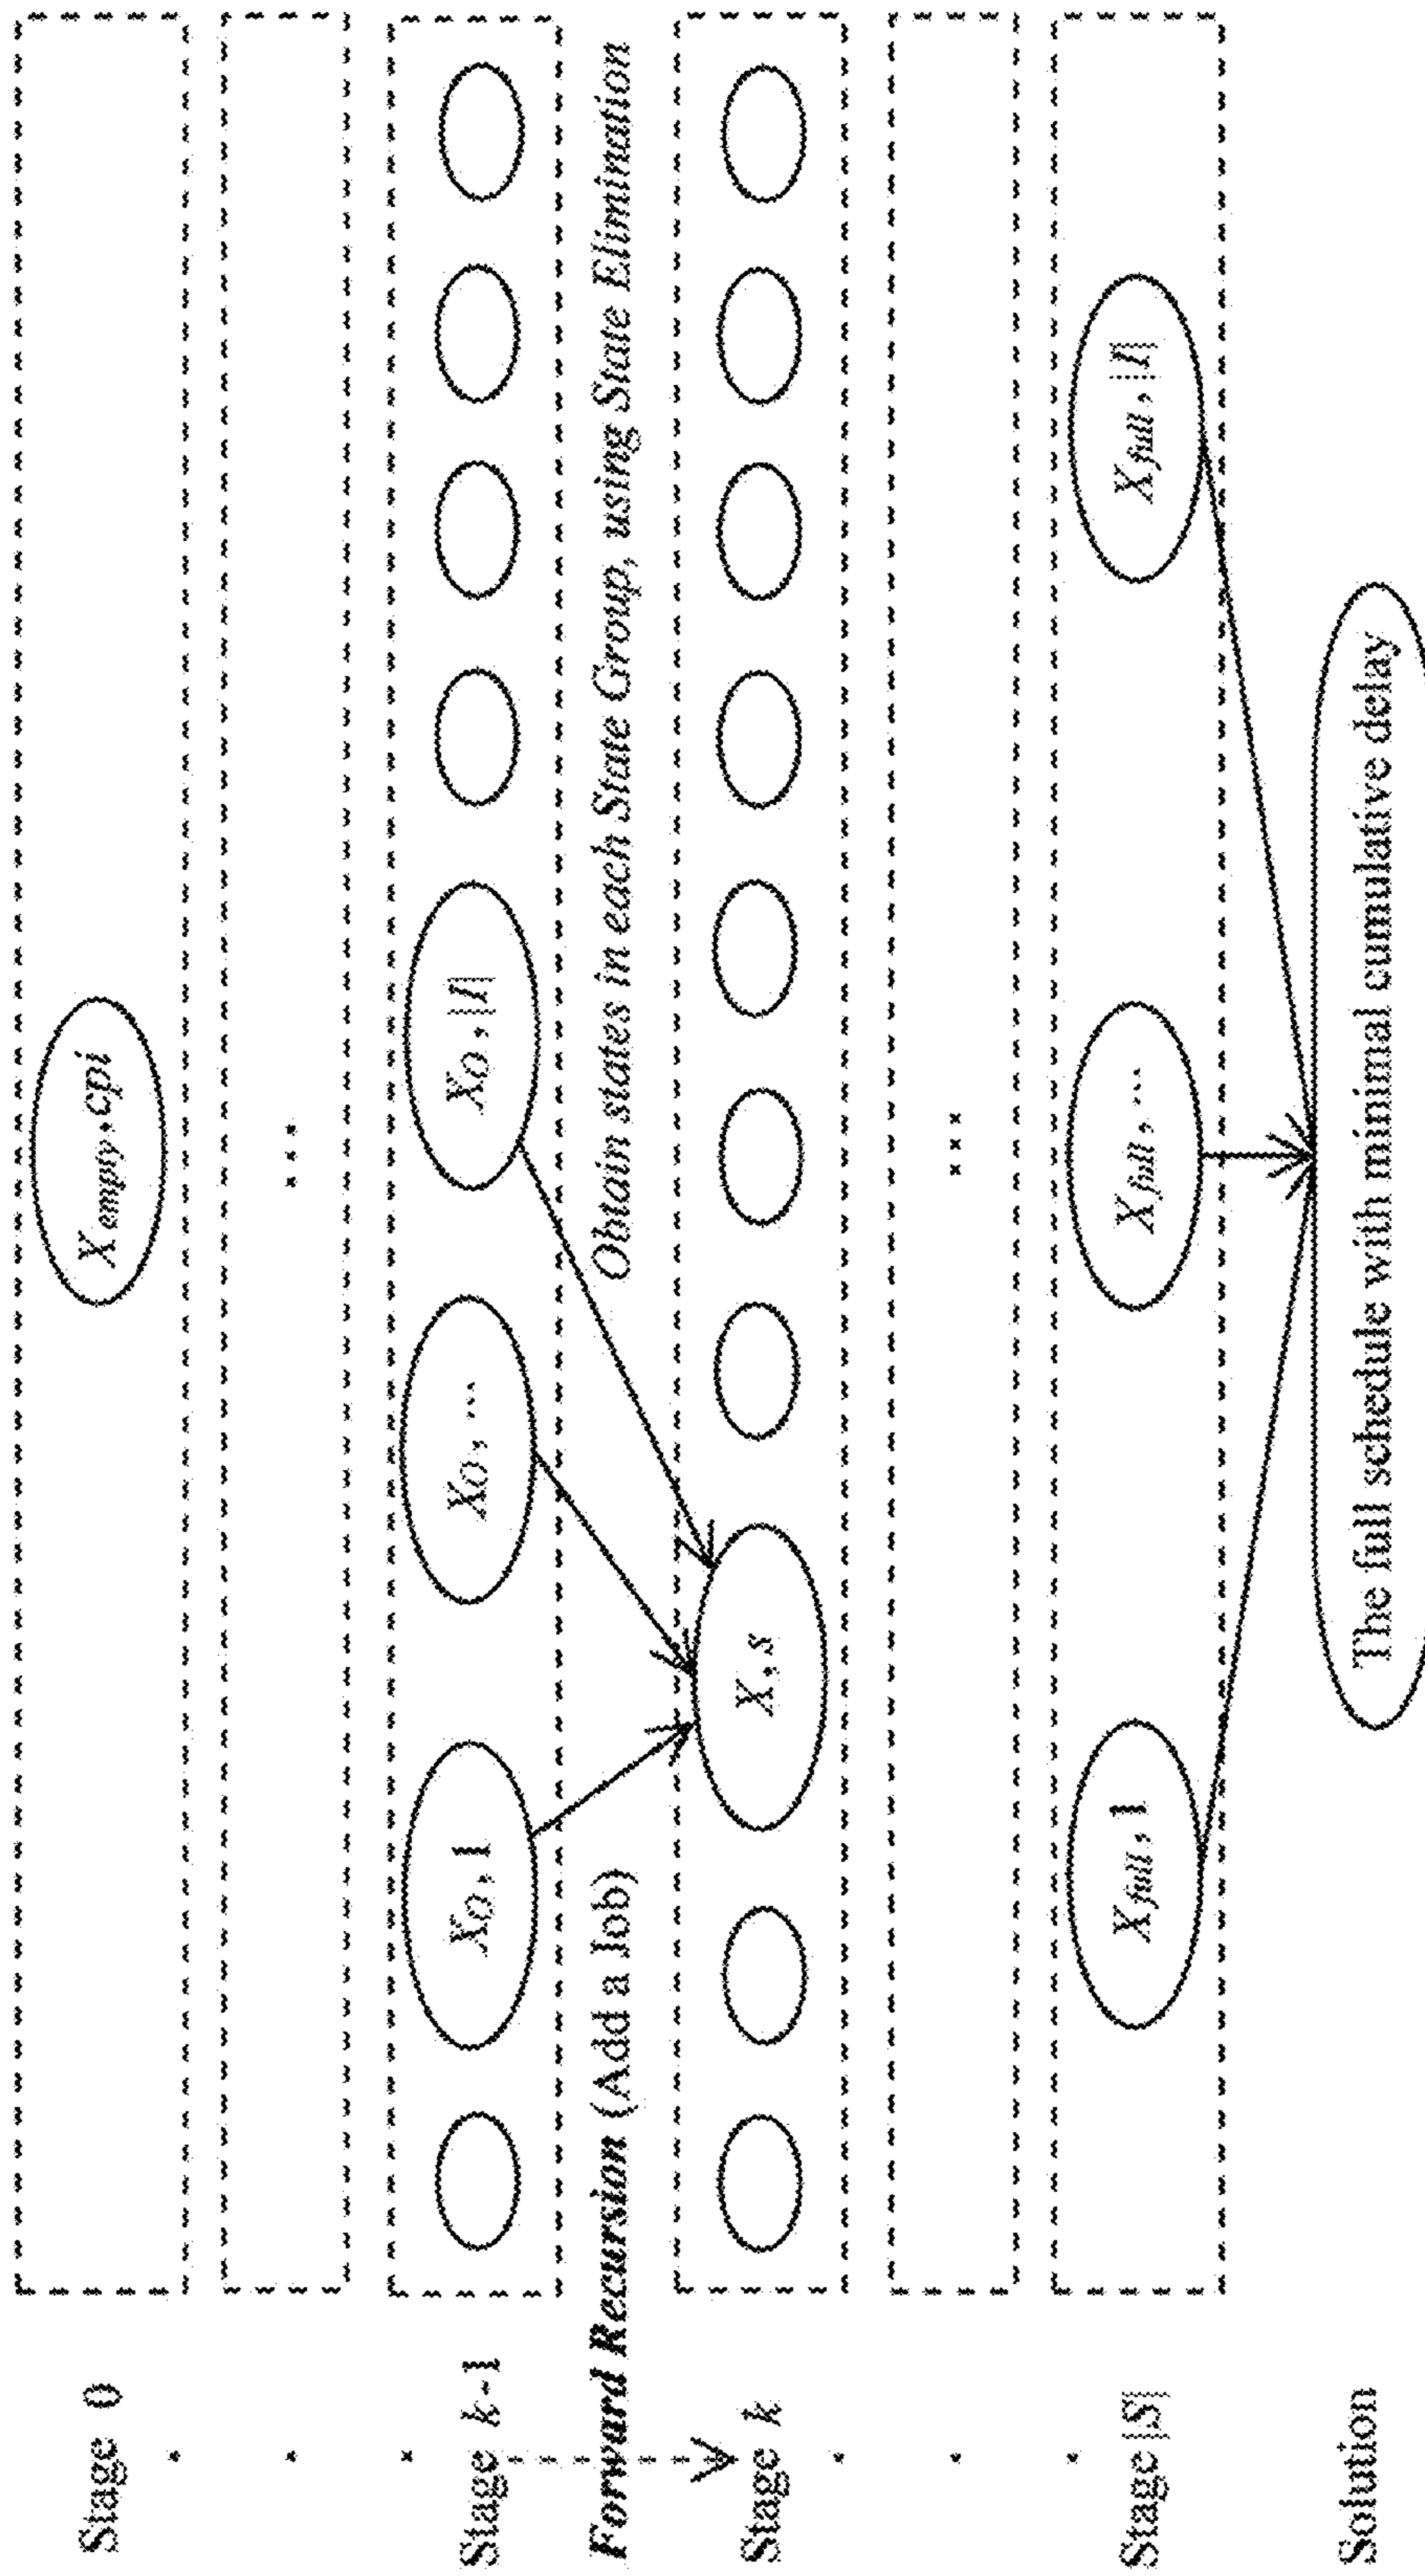 Stage 0
X_empty, cpi
...
Stage k-1
X_O, 1
X_O, ...
X_O, |I|
Forward Recursion (Add a Job)
Obtain states in each State Group, using State Elimination
Stage k
X, s
...
Stage |S|
X_full, 1
X_full, ...
X_full, |I|
Solution
The full schedule with minimal cumulative delay